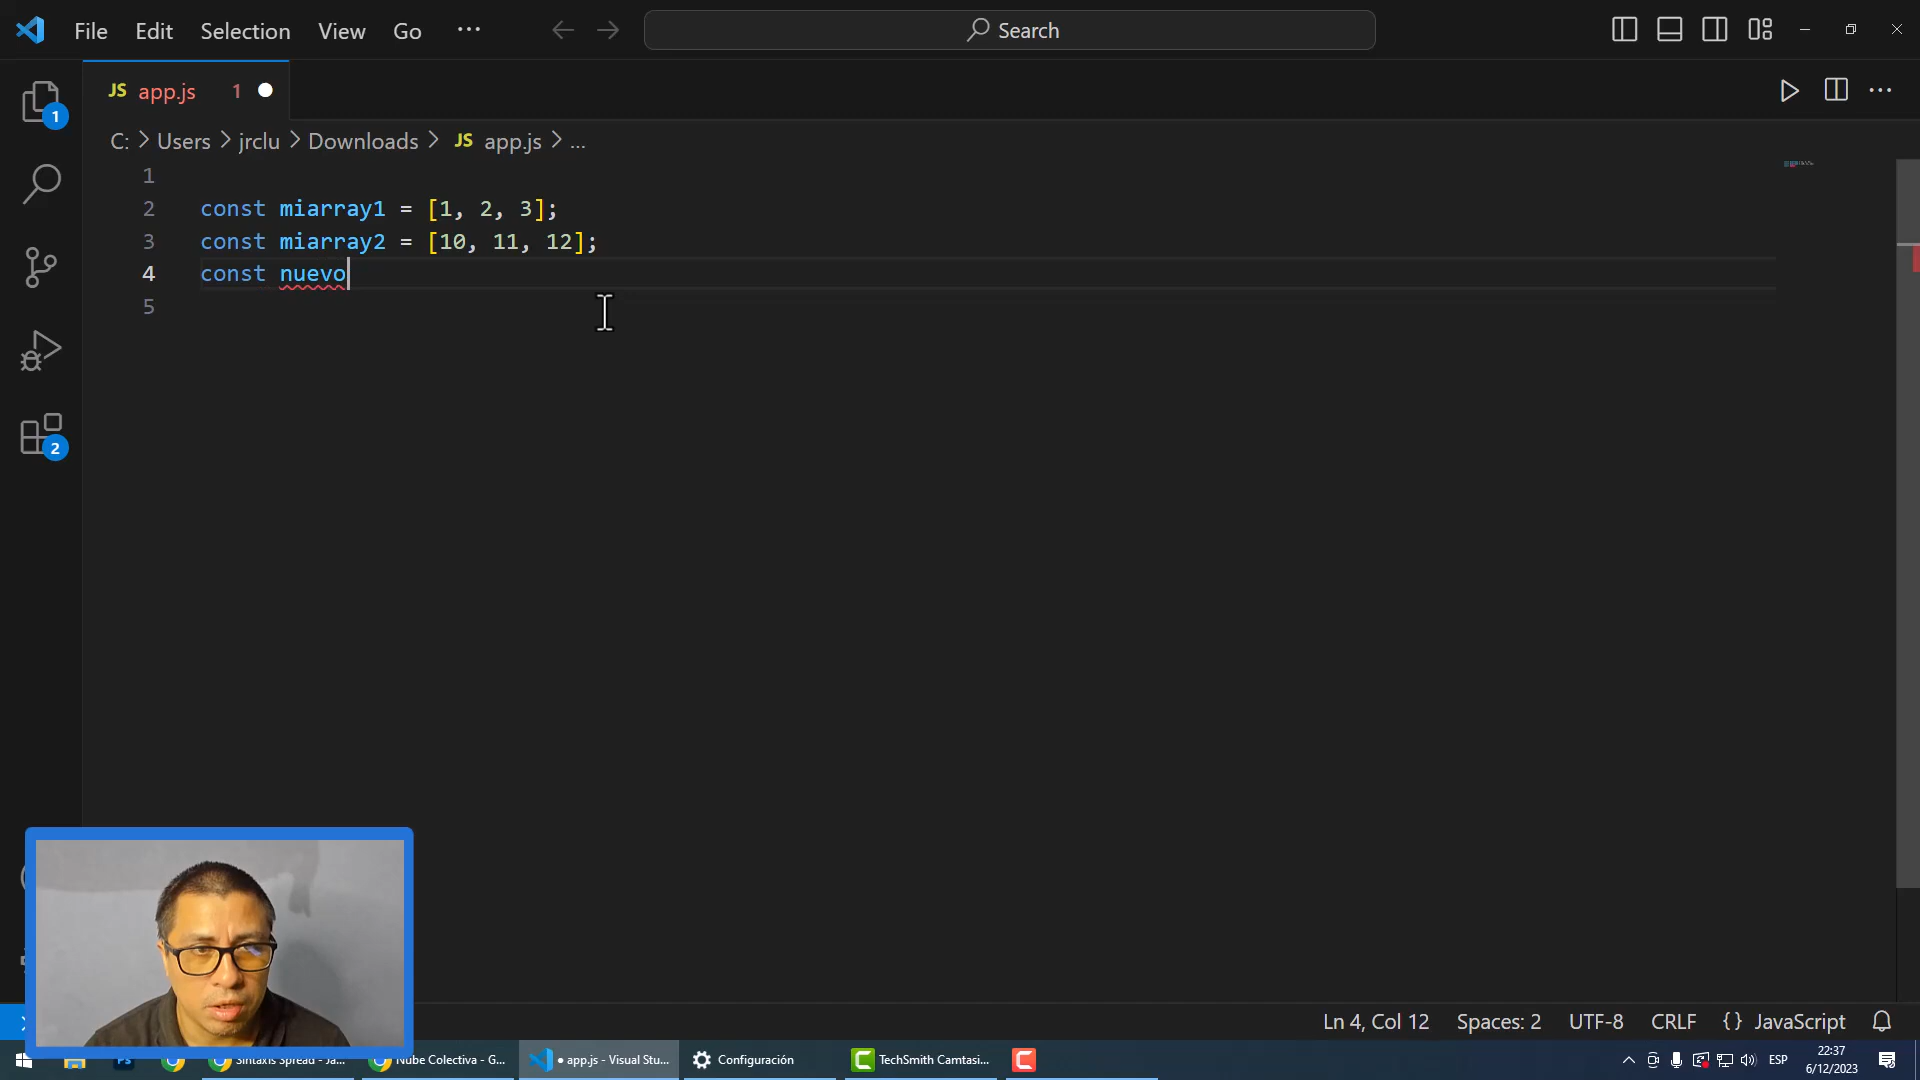 File Edit Selection View Go ... Search
JS app.js 1
C: > Users > jrclu > Downloads > JS app.js > ...
1
2 const miarray1 = [1, 2, 3];
3 const miarray2 = [10, 11, 12];
4 const nuevo
5
1
2
Ln 4, Col 12 Spaces: 2 UTF-8 CRLF {} JavaScript
Ps Sintaxis Spread - Ja... Nube Colectiva - G... • app.js - Visual Stu... Configuración TechSmith Camtasi... ESP 22:37
6/12/2023